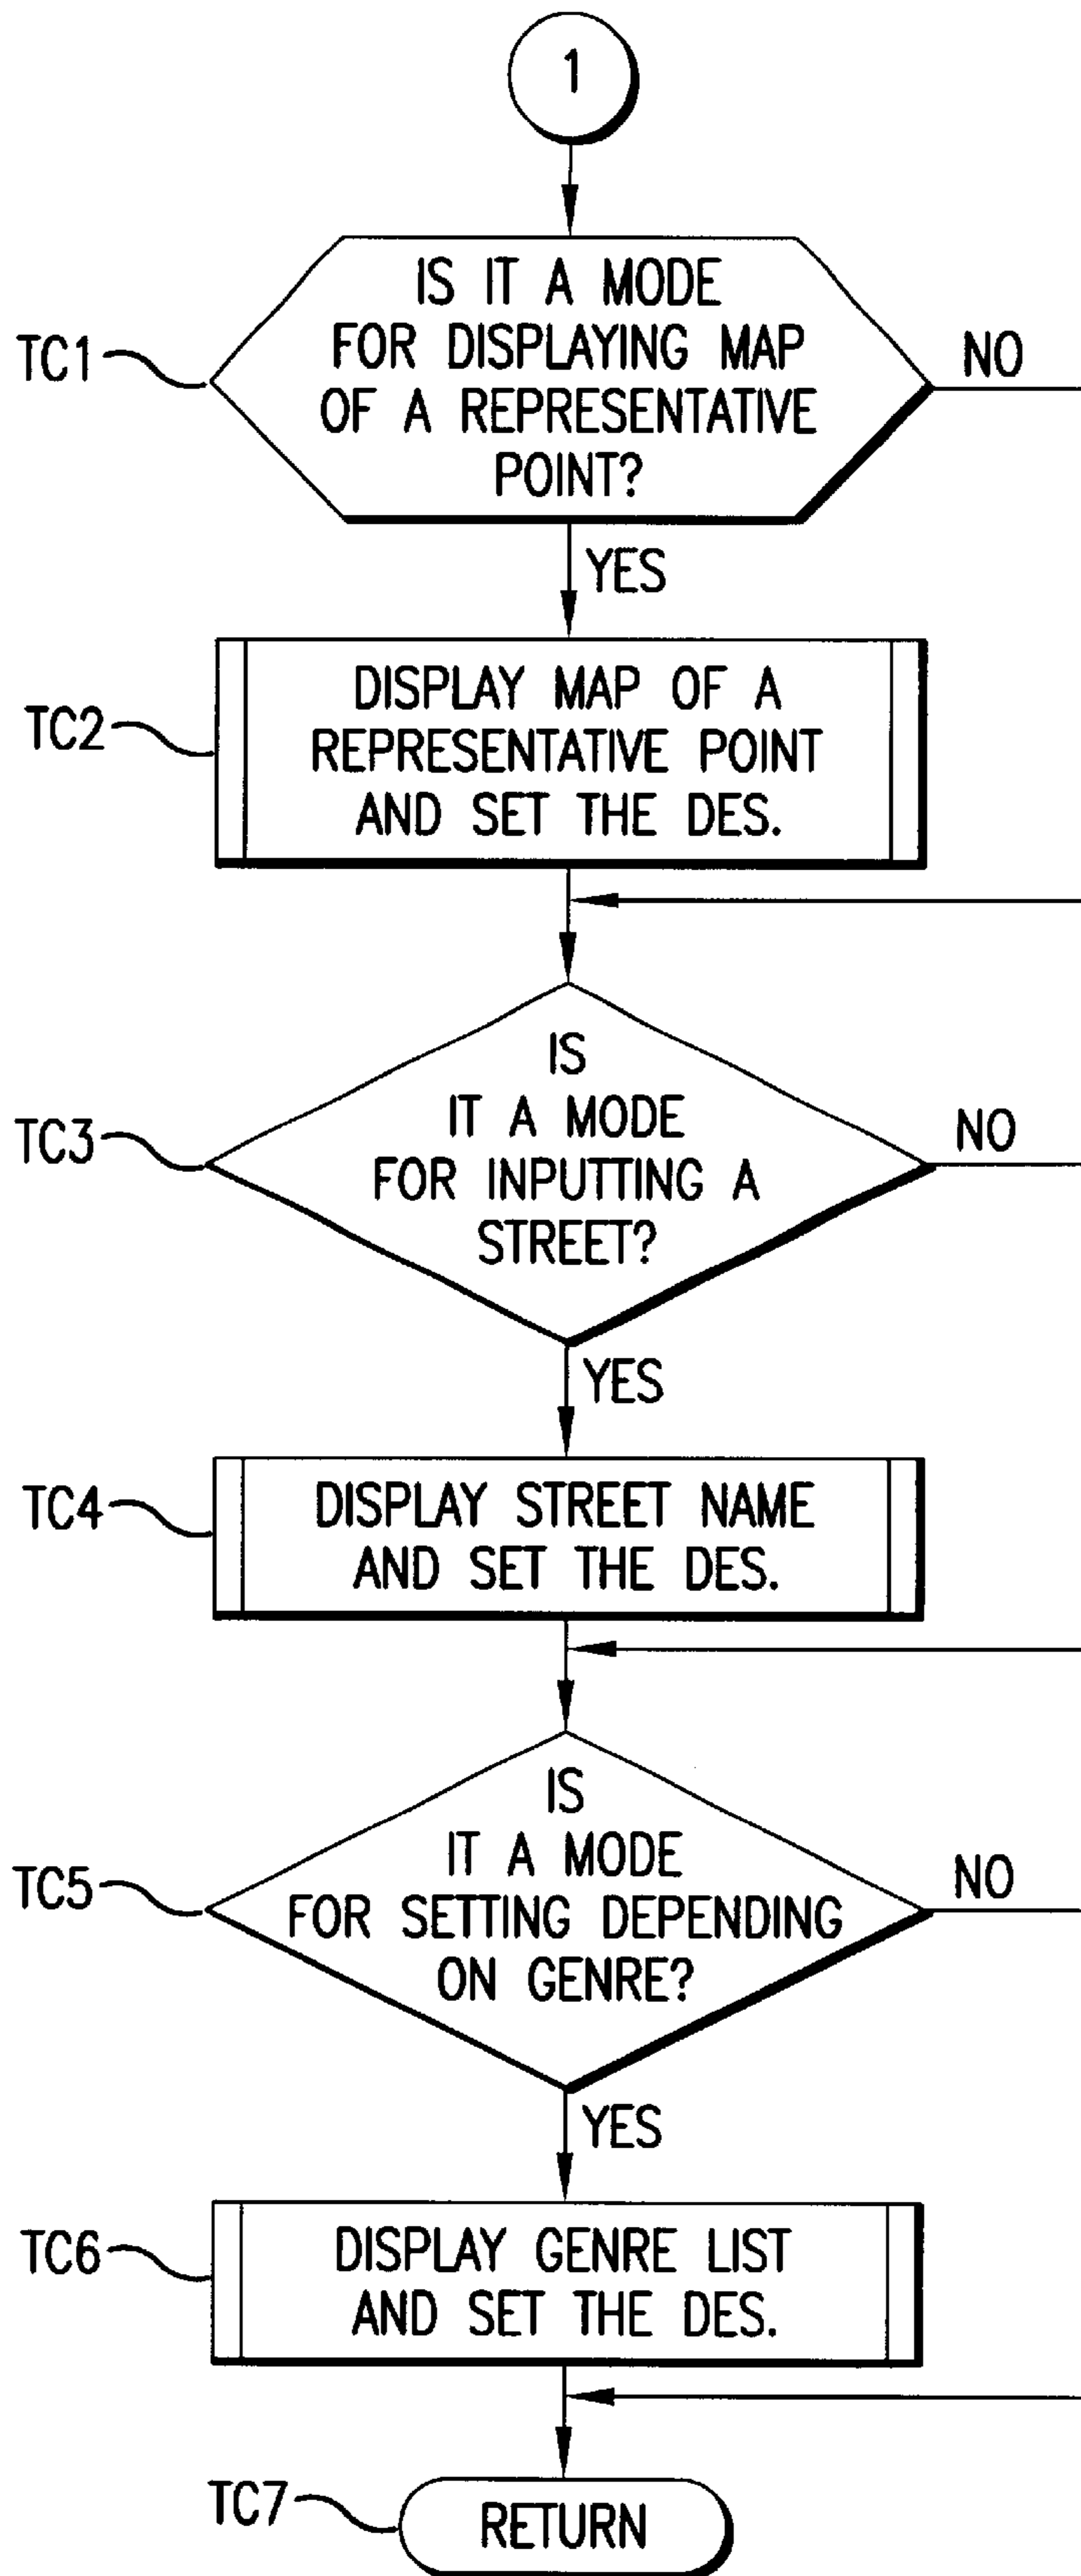 1
IS IT A MODE
FOR DISPLAYING MAP
OF A REPRESENTATIVE
POINT?
TC1
NO
YES
DISPLAY MAP OF A
REPRESENTATIVE POINT
AND SET THE DES.
TC2
IS
IT A MODE
FOR INPUTTING A
STREET?
TC3
NO
YES
DISPLAY STREET NAME
AND SET THE DES.
TC4
IS
IT A MODE
FOR SETTING DEPENDING
ON GENRE?
TC5
NO
YES
DISPLAY GENRE LIST
AND SET THE DES.
TC6
TC7
RETURN